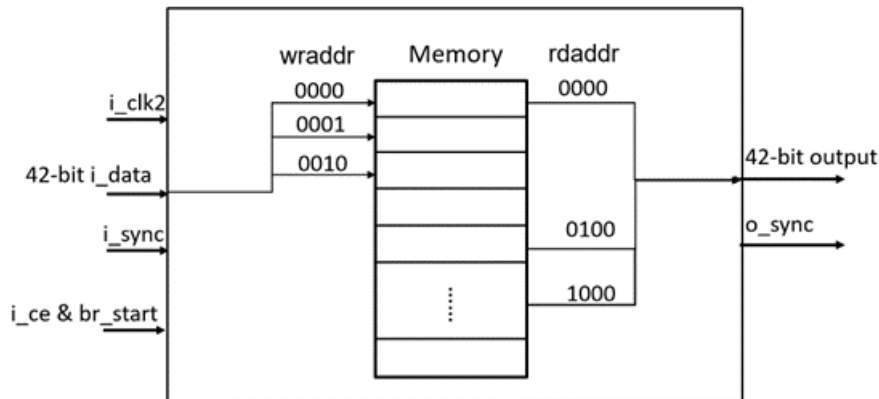 wraddr Memory rdaddr
0000 0000
i_clk2
0001
0010
42-bit i_data
42-bit output
i_sync
0100
o_sync
1000
i_ce & br_start